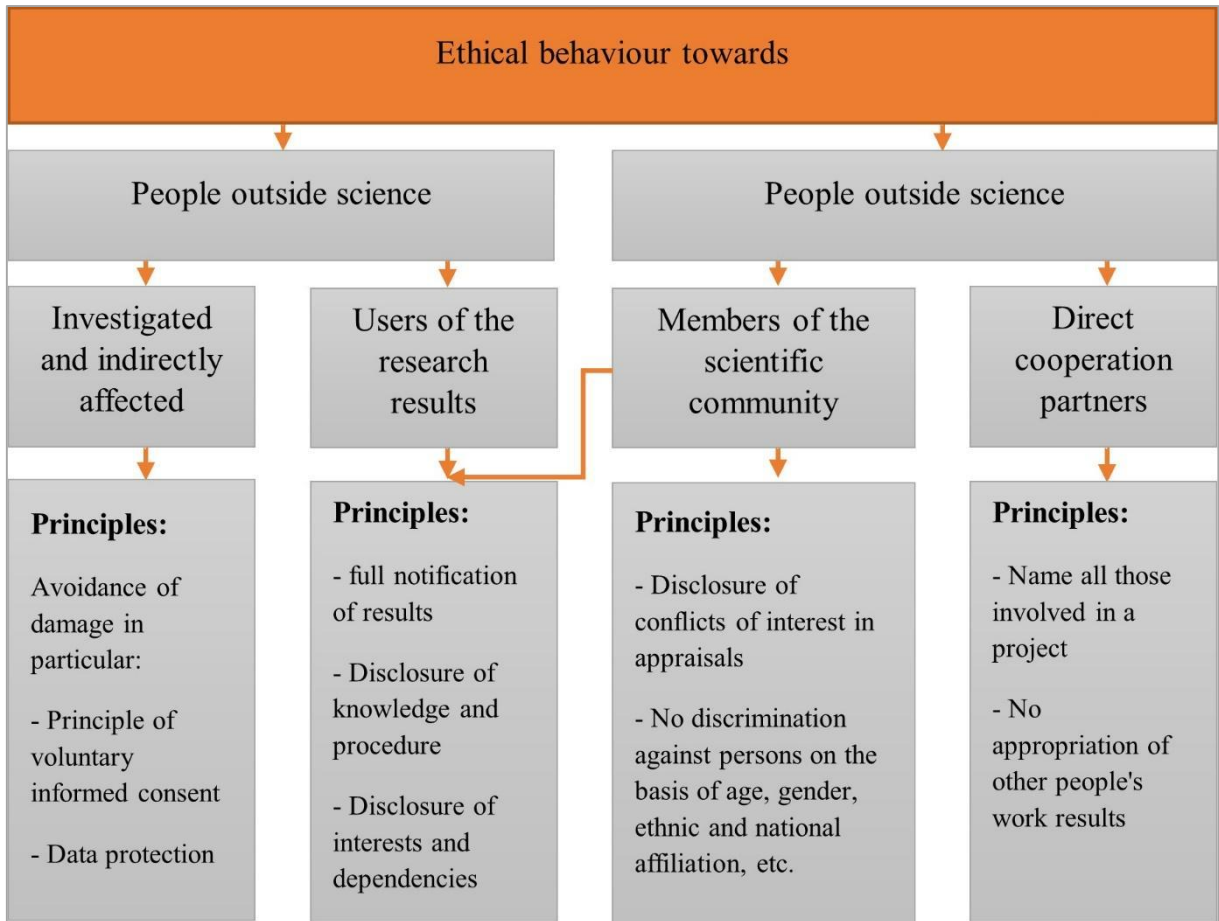 Ethical behaviour towards
People outside science
People outside science
Investigated
and indirectly
affected
Users of the
research
results
Members of the
scientific
community
Direct
cooperation
partners
Principles:
Avoidance of
damage in
particular:
- Principle of
voluntary
informed consent
- Data protection
Principles:
- full notification
of results
- Disclosure of
knowledge and
procedure
- Disclosure of
interests and
dependencies
Principles:
- Disclosure of
conflicts of interest in
appraisals
- No discrimination
against persons on the
basis of age, gender,
ethnic and national
affiliation, etc.
Principles:
- Name all those
involved in a
project
- No
appropriation of
other people's
work results